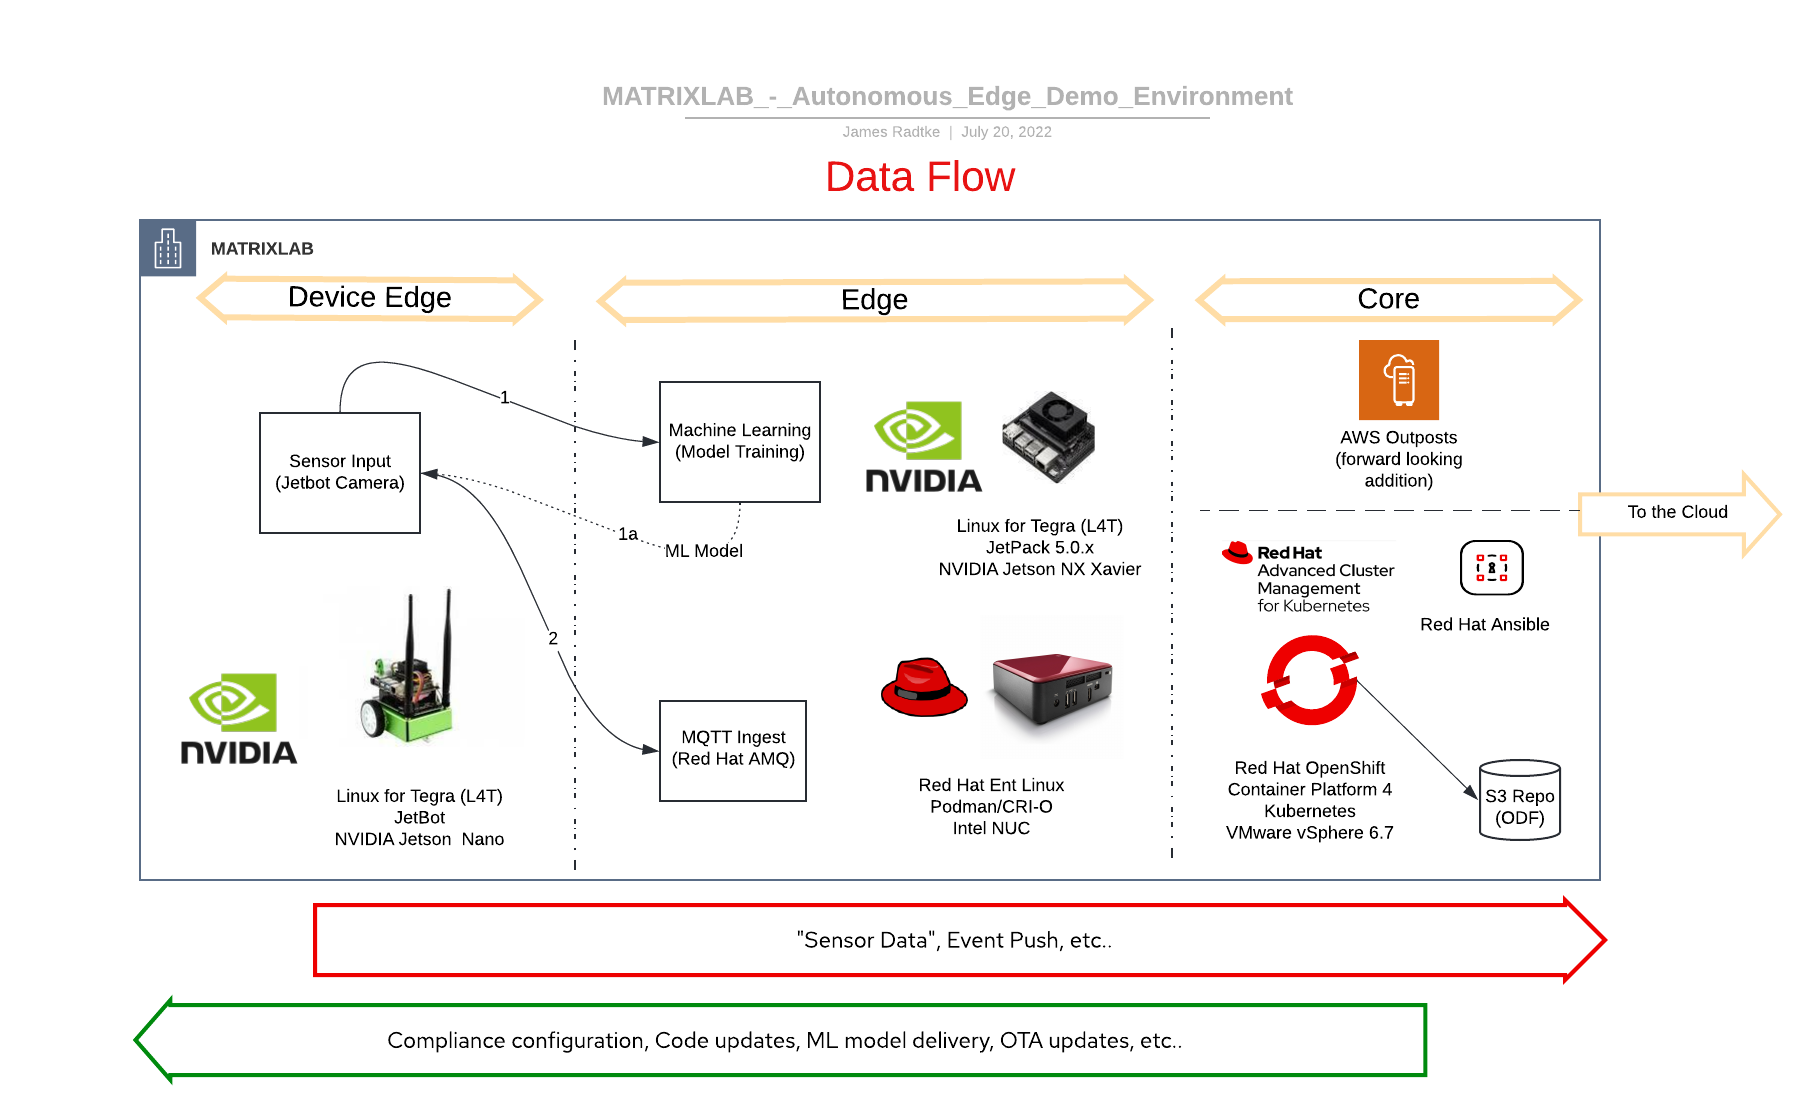 MATRIXLAB_-_Autonomous_Edge_Demo_Environment
James Radtke | July 20, 2022
Data Flow
MATRIXLAB
Device Edge
Edge
Core
1
Sensor Input
(Jetbot Camera)
Machine Learning
(Model Training)
1a
ML Model
2
NVIDIA
Linux for Tegra (L4T)
JetPack 5.0.x
NVIDIA Jetson NX Xavier
AWS Outposts
(forward looking
addition)
To the Cloud
Red Hat
Advanced Cluster
Management
for Kubernetes
Red Hat Ansible
NVIDIA
Linux for Tegra (L4T)
JetBot
NVIDIA Jetson  Nano
MQTT Ingest
(Red Hat AMQ)
Red Hat Ent Linux
Podman/CRI-O
Intel NUC
Red Hat OpenShift
Container Platform 4
Kubernetes
VMware vSphere 6.7
S3 Repo
(ODF)
"Sensor Data", Event Push, etc..
Compliance configuration, Code updates, ML model delivery, OTA updates, etc..